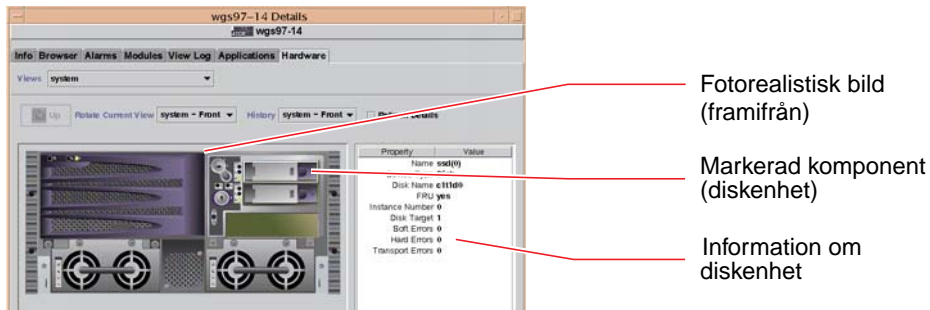 wgs97-14 Details
wgs97-14
Info Browser Alarms Modules View Log Applications Hardware
Views system
Up Rotate Current View system - Front History system - Front Details
Property Value
Name ssd(0)
Disk Name c1t1d0
FRU yes
Instance Number 0
Disk Target 1
Soft Errors 0
Hard Errors 0
Transport Errors 0
Fotorealistisk bild
(framifrån)
Markerad komponent
(diskenhet)
Information om
diskenhet